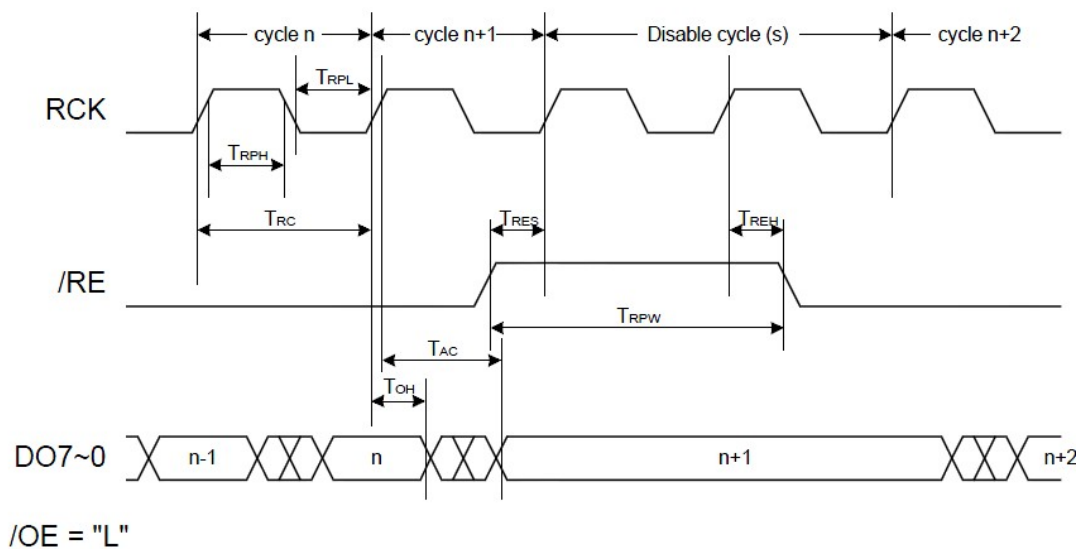 cycle n
cycle n+1
Disable cycle (s)
cycle n+2
TRPL
RCK
TRPH
TRC
TRES
TREH
/RE
TRPW
TAC
TOH
DO7~0
n-1
n
n+1
n+2
/OE = "L"